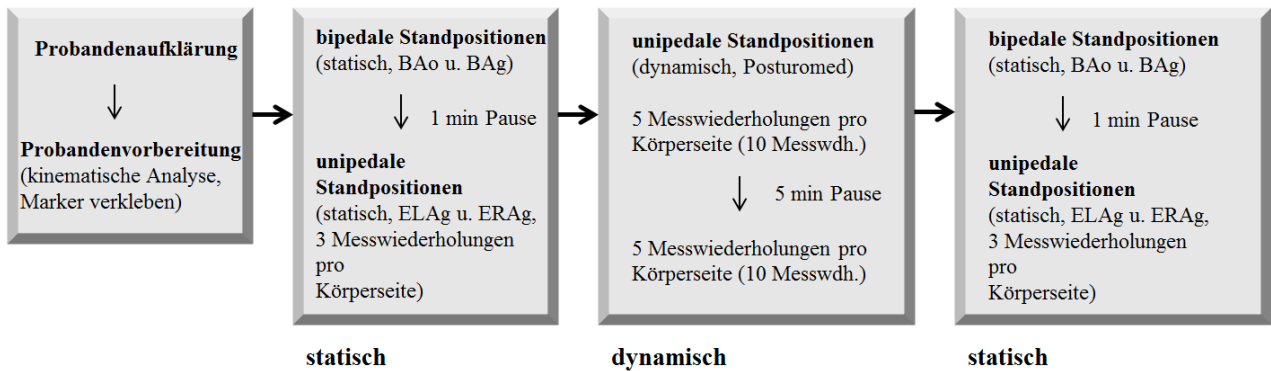 Probandenaufklärung
Probandenvorbereitung
(kinematische Analyse,
Marker verkleben)
bipedale Standpositionen
(statisch, BAo u. BAg)
1 min Pause
unipedale
Standpositionen
(statisch, ELAg u. ERAg,
3 Messwiederholungen
pro
Körperseite)
statisch
unipedale Standpositionen
(dynamisch, Posturomed)
5 Messwiederholungen pro
Körperseite (10 Messwdh.)
5 min Pause
5 Messwiederholungen pro
Körperseite (10 Messwdh.)
dynamisch
bipedale Standpositionen
(statisch, BAo u. BAg)
1 min Pause
unipedale
Standpositionen
(statisch, ELAg u. ERAg,
3 Messwiederholungen
pro
Körperseite)
statisch